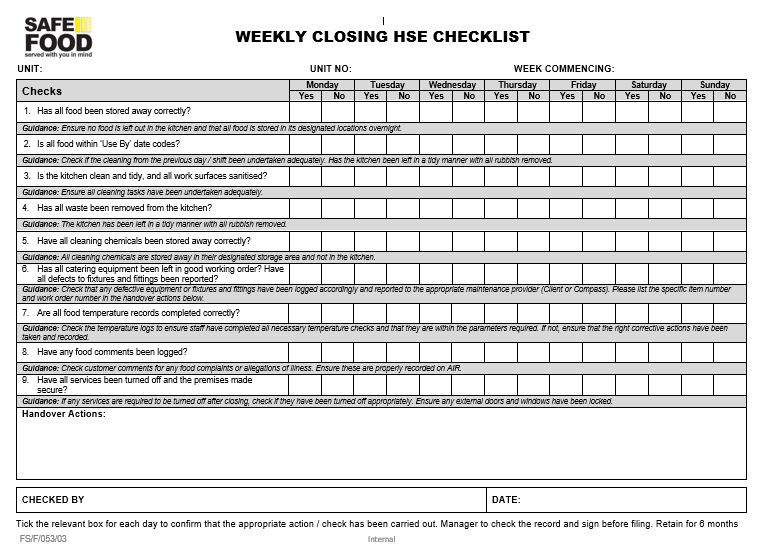 SAFE
FOOD
served with you in mind
WEEKLY CLOSING HSE CHECKLIST
UNIT: UNIT NO: WEEK COMMENCING:
Checks Monday Tuesday Wednesday Thursday Friday Saturday Sunday
Yes No Yes No Yes No Yes No Yes No Yes No Yes No
1. Has all food been stored away correctly?
Guidance: Ensure no food is left out in the kitchen and that all food is stored in its designated locations overnight.
2. Is all food within 'Use By' date codes?
Guidance: Check if the cleaning from the previous day / shift been undertaken adequately. Has the kitchen been left in a tidy manner with all rubbish removed.
3. Is the kitchen clean and tidy, and all work surfaces sanitised?
Guidance: Ensure all cleaning tasks have been undertaken adequately.
4. Has all waste been removed from the kitchen?
Guidance: The kitchen has been left in a tidy manner with all rubbish removed.
5. Have all cleaning chemicals been stored away correctly?
Guidance: All cleaning chemicals are stored away in their designated storage area and not in the kitchen.
6. Has all catering equipment been left in good working order? Have
all defects to fixtures and fittings been reported?
Guidance: Check that any defective equipment or fixtures and fittings have been logged accordingly and reported to the appropriate maintenance provider (Client or Compass). Please list the specific item number
and work order number in the handover actions below.
7. Are all food temperature records completed correctly?
Guidance: Check the temperature logs to ensure staff have completed all necessary temperature checks and that they are within the parameters required. If not, ensure that the right corrective actions have been
taken and recorded.
8. Have any food comments been logged?
Guidance: Check customer comments for any food complaints or allegations of illness. Ensure these are properly recorded on AIR.
9. Have all services been turned off and the premises made
secure?
Guidance: If any services are required to be turned off after closing, check if they have been turned off appropriately. Ensure any external doors and windows have been locked.
Handover Actions:
CHECKED BY DATE:
Tick the relevant box for each day to confirm that the appropriate action / check has been carried out. Manager to check the record and sign before filing. Retain for 6 months
FS/F/053/03 Internal